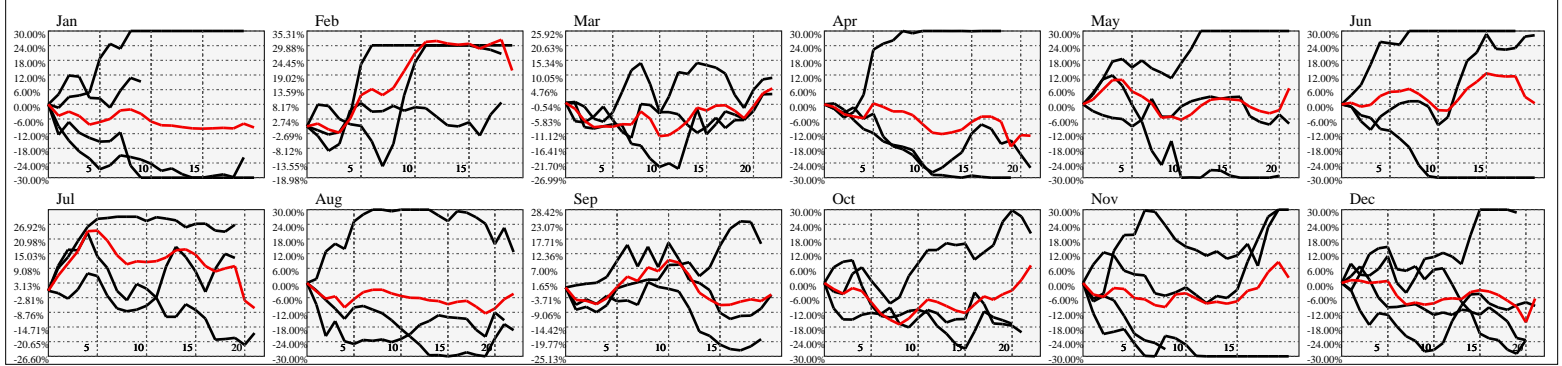 Jan Feb Mar Apr May Jun
30.00% 35.31% 25.92% 30.00% 30.00% 30.00%
24.00% 29.88% 20.63% 24.00% 24.00% 24.00%
18.00% 24.45% 15.34% 18.00% 18.00% 18.00%
12.00% 19.02% 10.05% 12.00% 12.00% 12.00%
6.00% 13.59% 4.76% 6.00% 6.00% 6.00%
0.00% 8.17% -0.54% 0.00% 0.00% 0.00%
-6.00% 2.74% -5.83% -6.00% -6.00% -6.00%
-12.00% -2.69% -11.12% -12.00% -12.00% -12.00%
-18.00% -8.12% -16.41% -18.00% -18.00% -18.00%
-24.00% -13.55% -21.70% -24.00% -24.00% -24.00%
-30.00% -18.98% -26.99% -30.00% -30.00% -30.00%
5 10 15 5 10 15 5 10 15 20 5 10 15 20 5 10 15 20 5 10 15
Jul Aug Sep Oct Nov Dec
30.00% 28.42% 30.00% 30.00% 30.00%
26.92% 24.00% 23.07% 24.00% 24.00% 24.00%
20.98% 18.00% 17.71% 18.00% 18.00% 18.00%
15.03% 12.00% 12.36% 12.00% 12.00% 12.00%
9.08% 6.00% 7.00% 6.00% 6.00% 6.00%
3.13% 0.00% 1.65% 0.00% 0.00% 0.00%
-2.81% -6.00% -3.71% -6.00% -6.00% -6.00%
-8.76% -12.00% -9.06% -12.00% -12.00% -12.00%
-14.71% -18.00% -14.42% -18.00% -18.00% -18.00%
-20.65% -24.00% -19.77% -24.00% -24.00% -24.00%
-26.60% -30.00% -25.13% -30.00% -30.00% -30.00%
5 10 15 20 5 10 15 20 5 10 15 5 10 15 20 5 10 15 5 10 15 20